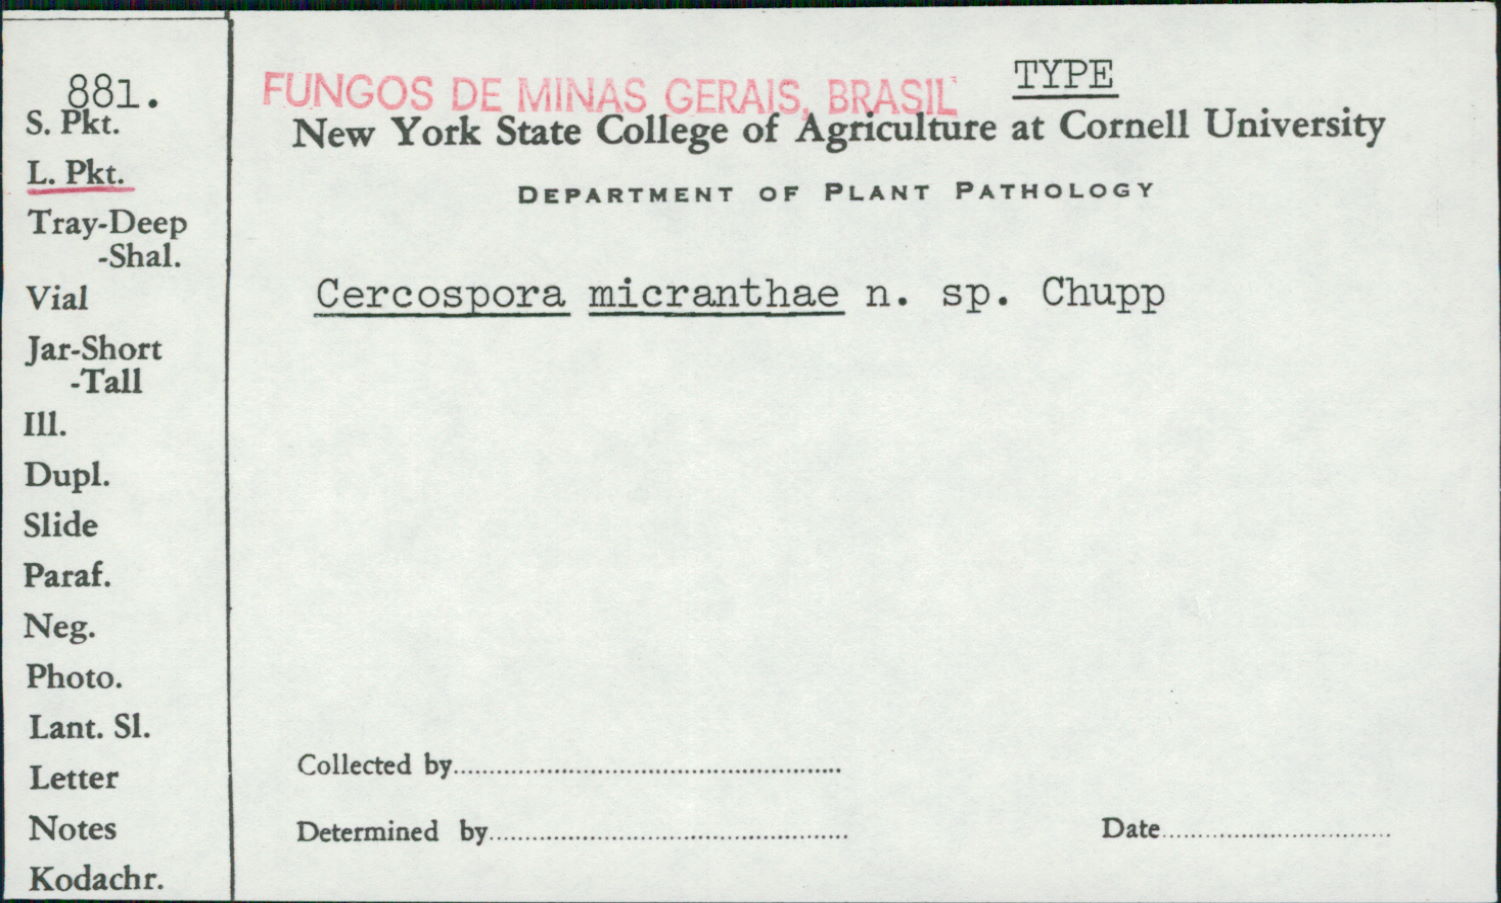 881.
S. Pkt.
L. Pkt.
Tray-Deep
-Shal.
Vial
Jar-Short
-Tall
Ill.
Dupl.
Slide
Paraf.
Neg.
Photo.
Lant. Sl.
Letter
Notes
Kodachr.
FUNGOS DE MINAS GERAIS, BRASIL
TYPE
New York State College of Agriculture at Cornell University
DEPARTMENT OF PLANT PATHOLOGY
Cercospora micranthae n. sp. Chupp
Collected by
Determined by
Date